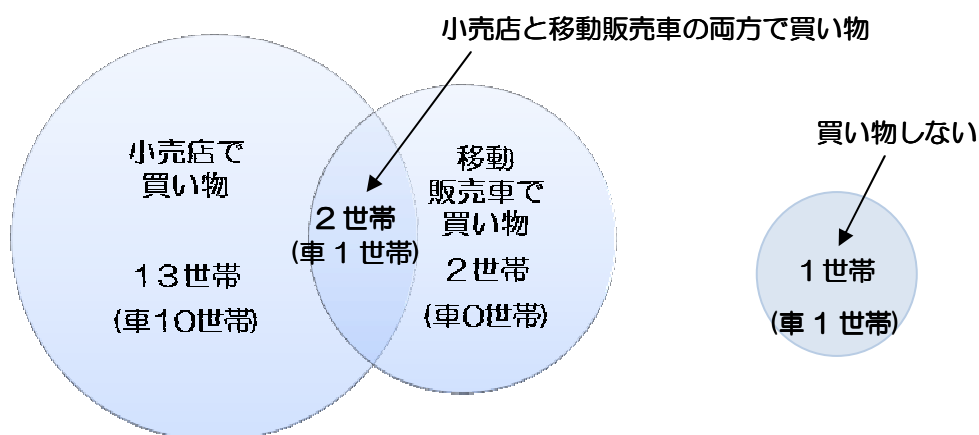 小売店と移動販売車の両方で買い物
買い物しない
小売店で
買い物
13世帯
(車10世帯)
2世帯
(車1世帯)
移動
販売車で
買い物
2世帯
(車0世帯)
1世帯
(車1世帯)